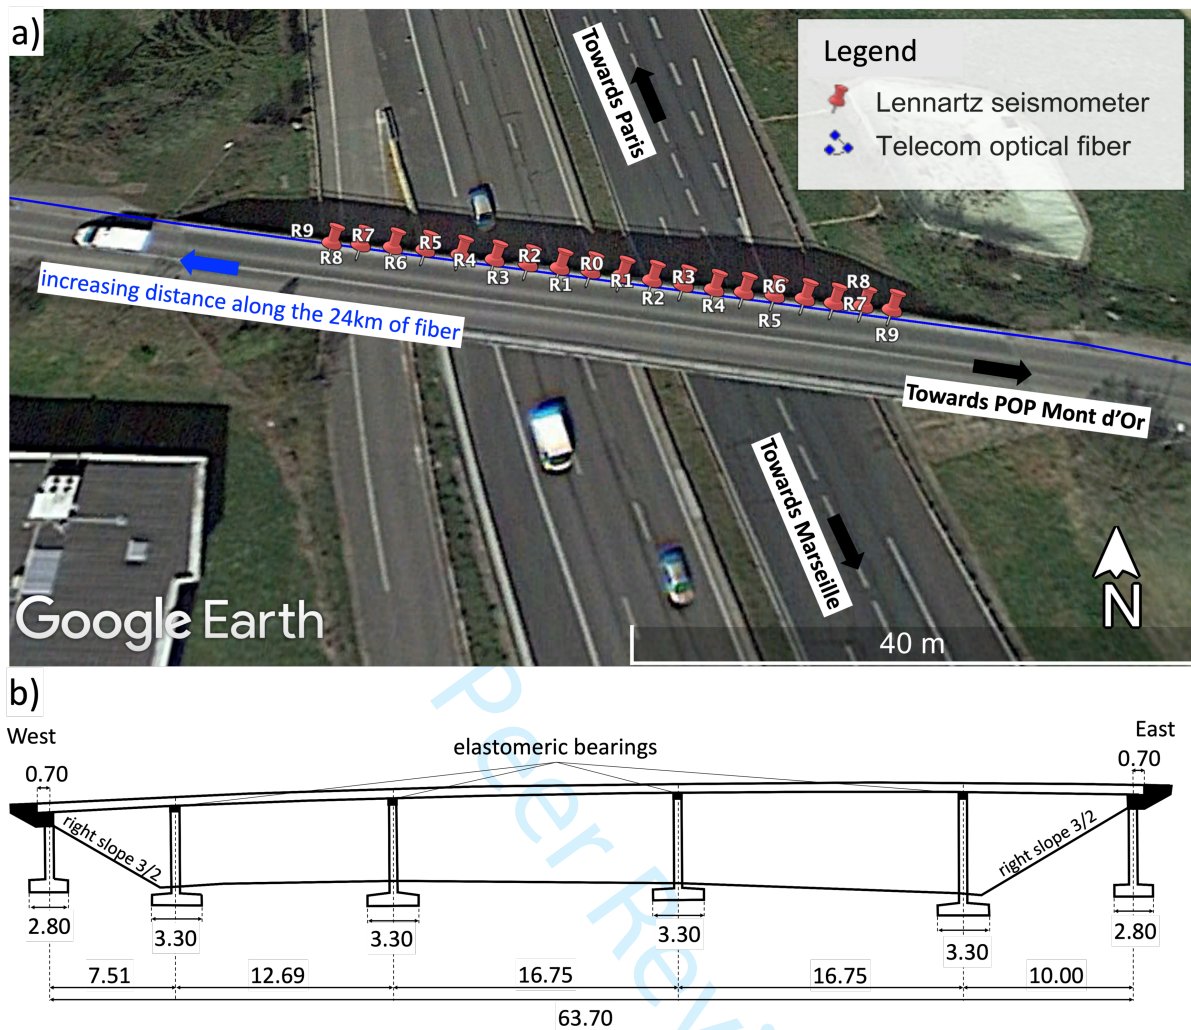 a)
Towards Paris
Legend
Lennartz seismometer
Telecom optical fiber
R9
R8
R7
R6
R5
R4
R3
R2
R1
R0
R1
R2
R3
R4
R6
R5
R8
R7
R9
increasing distance along the 24km of fiber
Towards POP Mont d'Or
Towards Marseille
N
Google Earth
40 m
b)
West
East
elastomeric bearings
0.70
0.70
right slope 3/2
right slope 3/2
2.80
3.30
3.30
3.30
3.30
2.80
7.51
12.69
16.75
16.75
10.00
63.70
Peer Revi